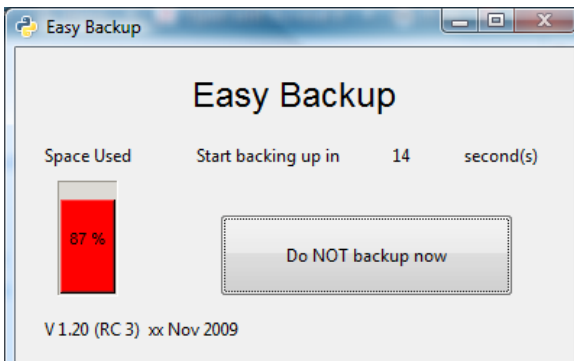 Easy Backup
Easy Backup
Space Used Start backing up in 14 second(s)
87 %
Do NOT backup now
V 1.20 (RC 3) xx Nov 2009